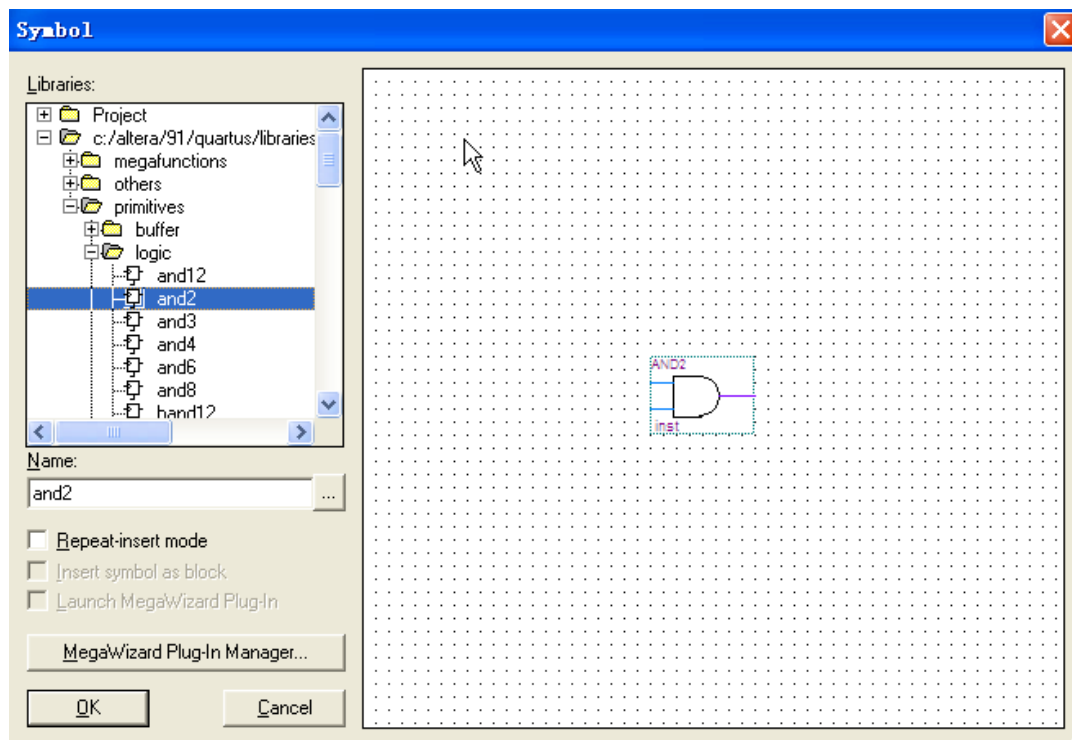 Symbol
Libraries:
Project
c:/altera/91/quartus/libraries
megafunctions
others
primitives
buffer
logic
and12
and2
and3
and4
and6
and8
band12
Name:
and2
...
Repeat-insert mode
Insert symbol as block
Launch MegaWizard Plug-In
MegaWizard Plug-In Manager...
OK
Cancel
AND2
inst